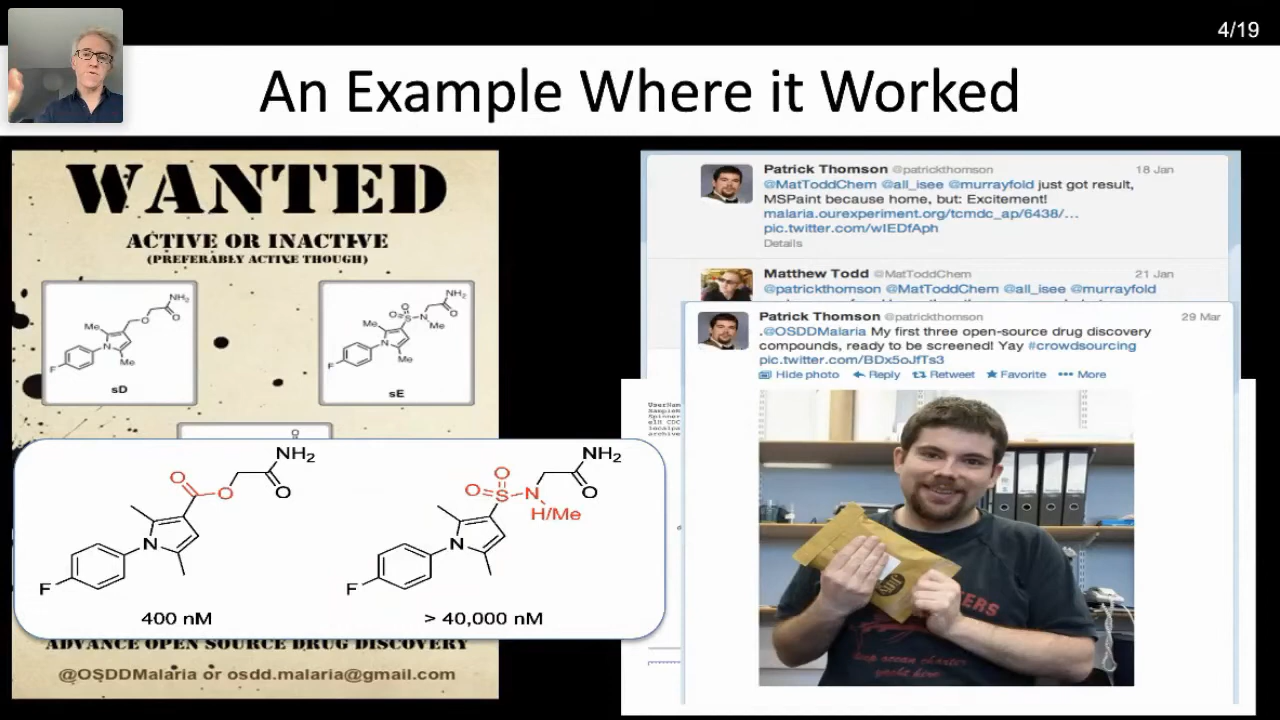 4/19
An Example Where it Worked
WANTED
ACTIVE OR INACTIVE
(PREFERABLY ACTIVE THOUGH)
NH₂
O
O
Me
N
Me
F
sD
NH₂
O
O
S
O
N
Me
Me
N
Me
F
sE
O
NH₂
O
O
O
N
F
400 nM
NH₂
O
O
O=S
N
H/Me
N
F
> 40,000 nM
ADVANCE OPEN SOURCE DRUG DISCOVERY
@OSDDMalaria or osdd.malaria@gmail.com
Patrick Thomson @patrickthomson 18 Jan
@MatToddChem @all_isee @murrayfold just got result,
MSPaint because home, but: Excitement!
malaria.ourexperiment.org/tcmdc_ap/6438/…
pic.twitter.com/wIEDfAph
Details
Matthew Todd @MatToddChem 21 Jan
@patrickthomson @MatToddChem @all_isee @murrayfold
Patrick Thomson @patrickthomson 29 Mar
.@OSDDMalaria My first three open-source drug discovery
compounds, ready to be screened! Yay #crowdsourcing
pic.twitter.com/BDx5oJfTs3
Hide photo Reply Retweet Favorite More